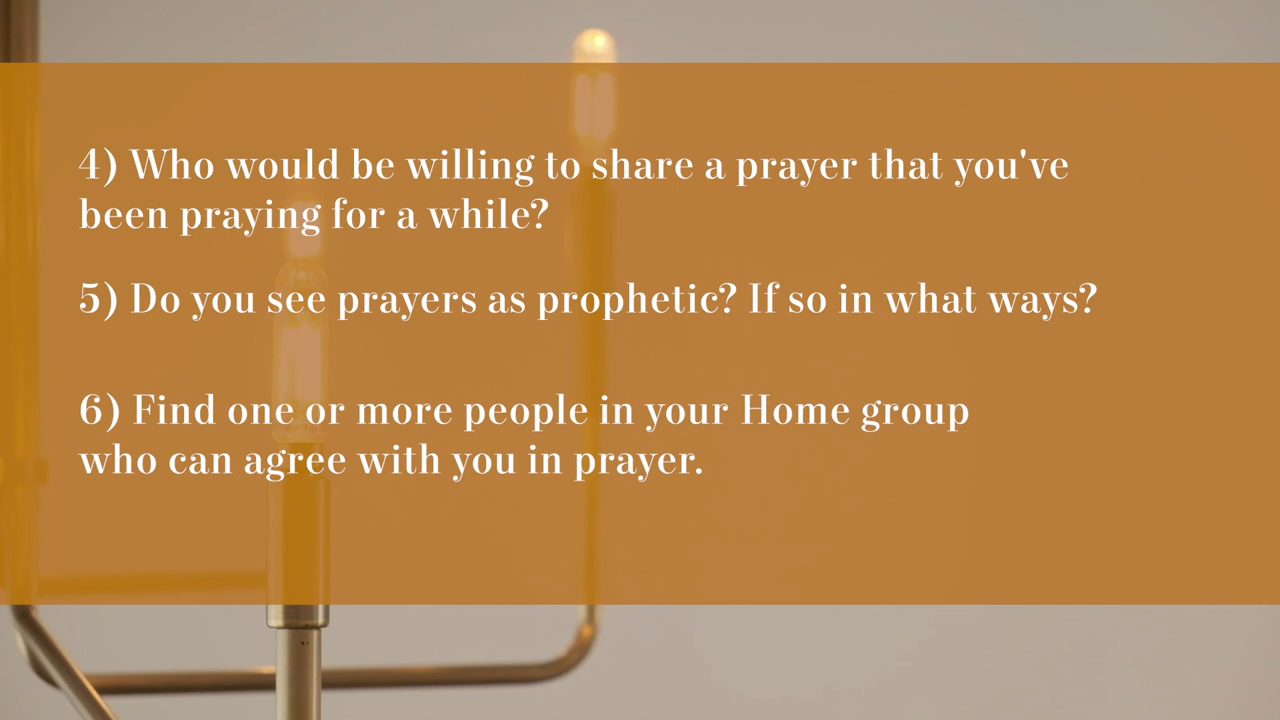 4) Who would be willing to share a prayer that you've
been praying for a while?
5) Do you see prayers as prophetic? If so in what ways?
6) Find one or more people in your Home group
who can agree with you in prayer.